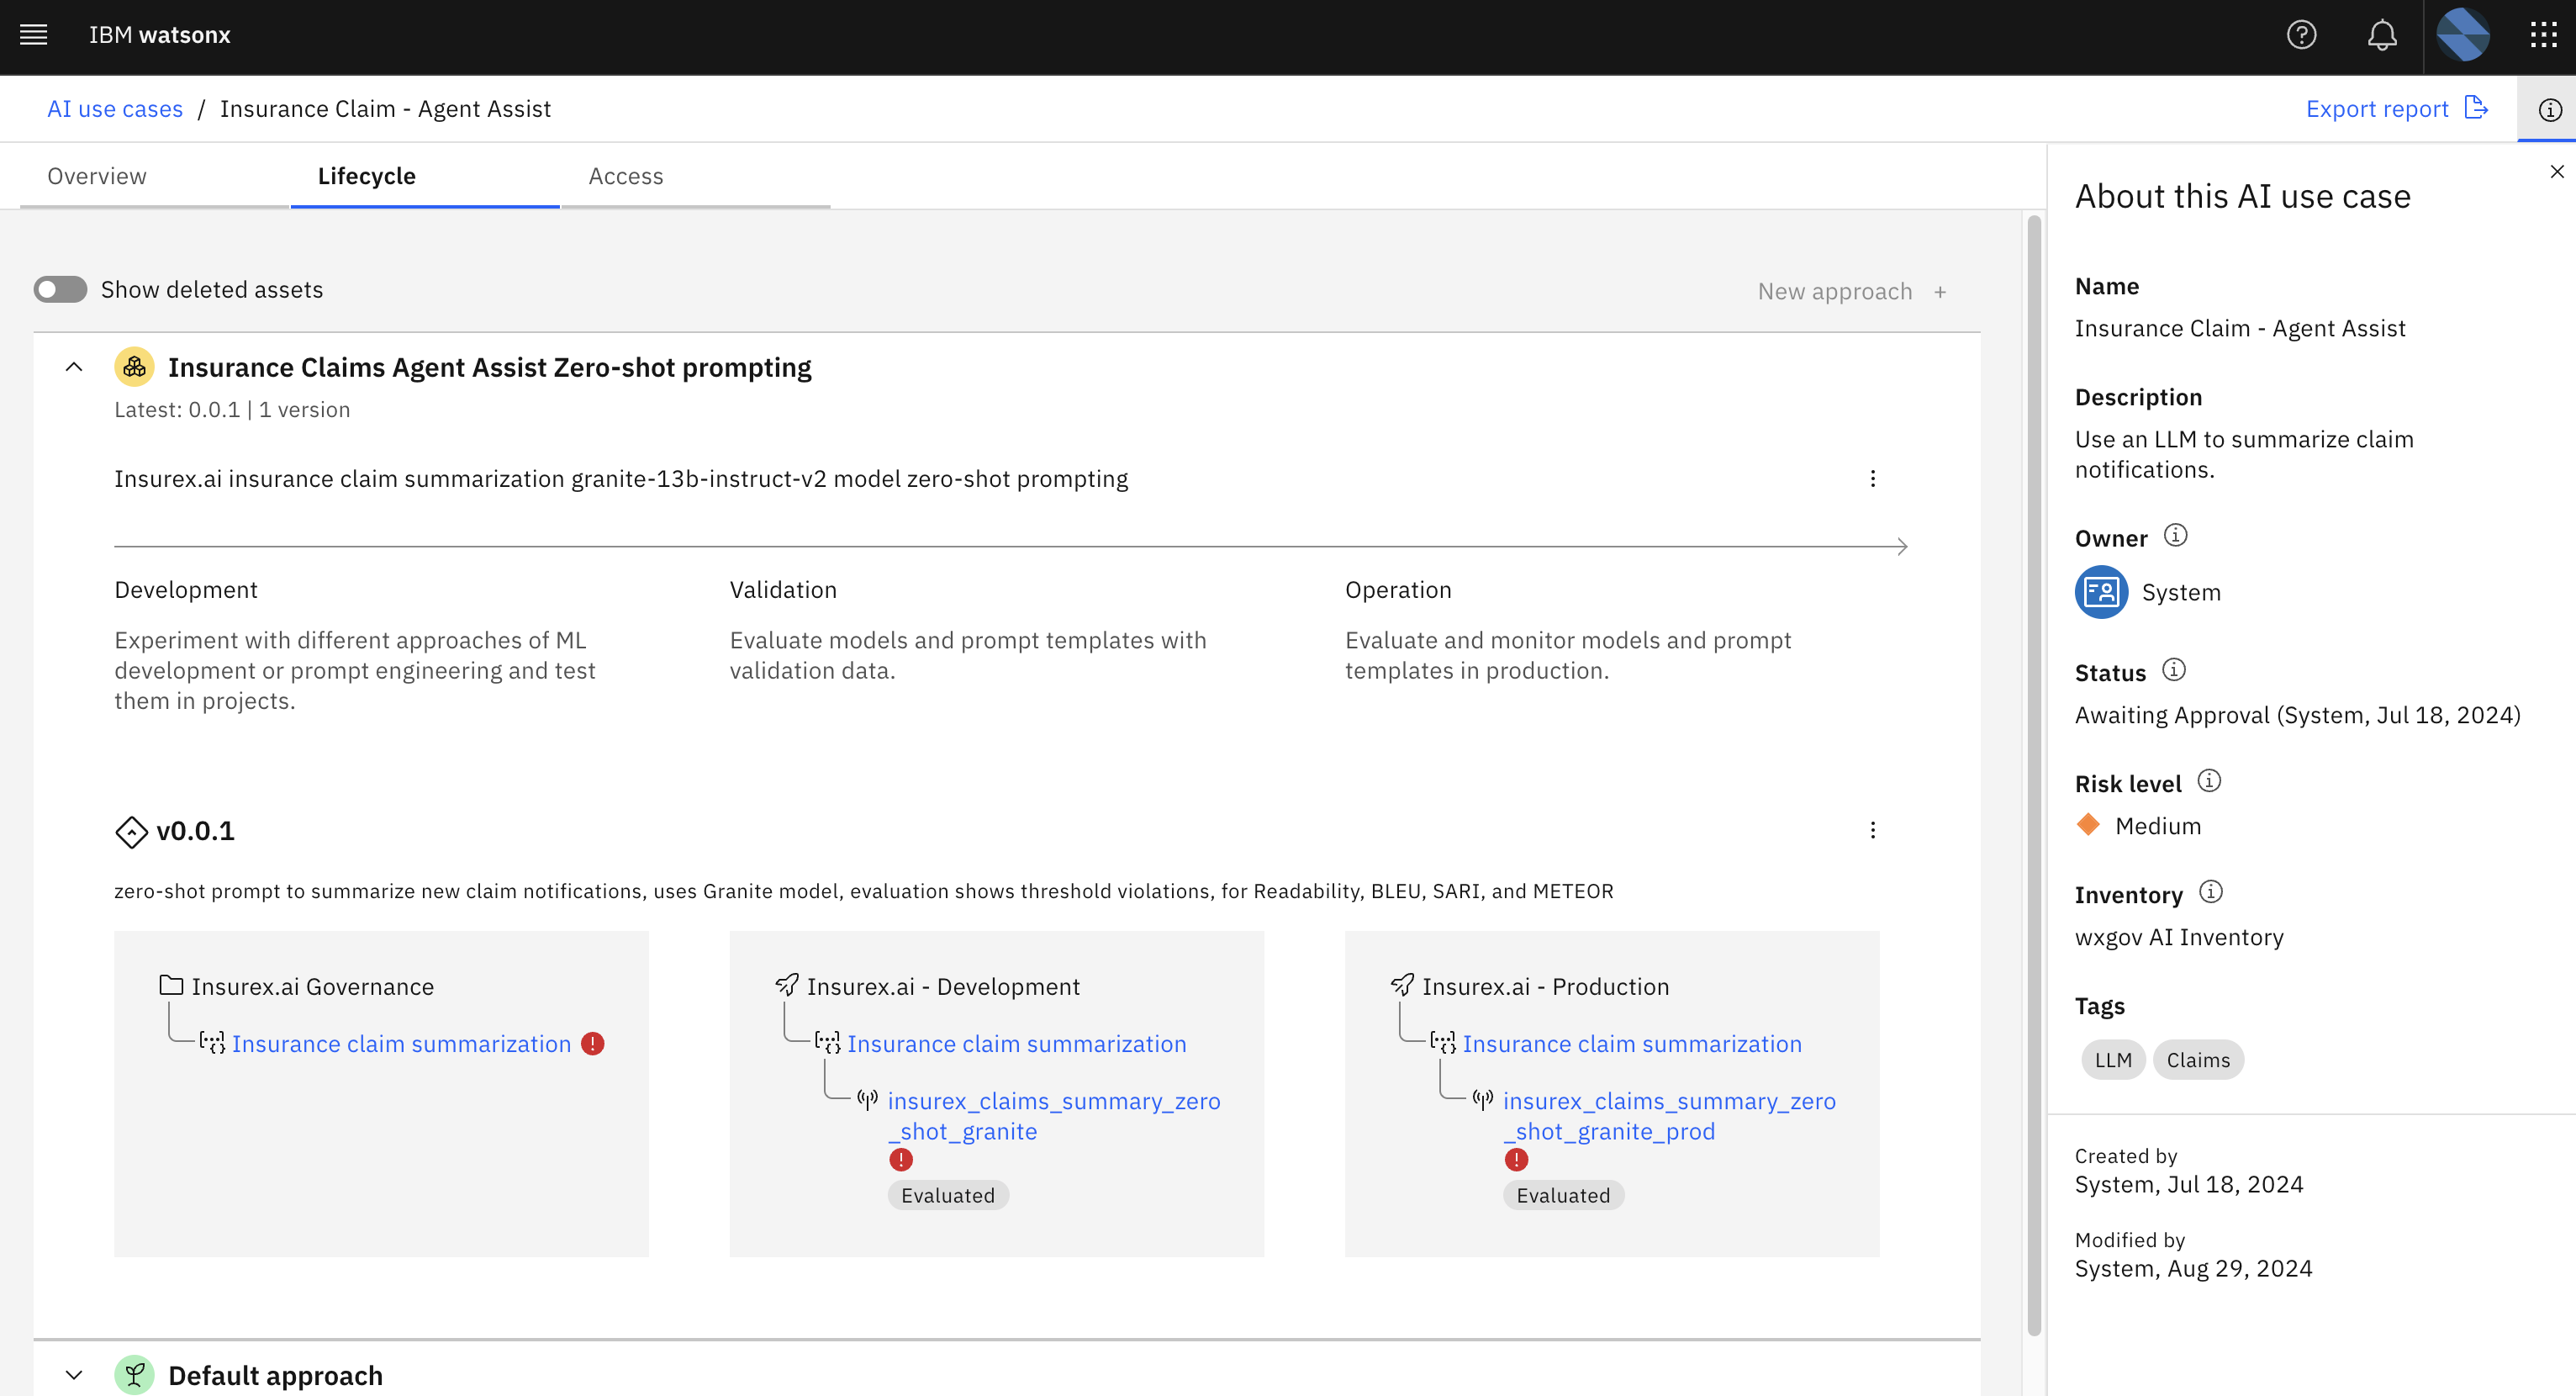 IBM watsonx
AI use cases / Insurance Claim - Agent Assist
Export report
Overview
Lifecycle
Access
Show deleted assets
New approach +
Insurance Claims Agent Assist Zero-shot prompting
Latest: 0.0.1 | 1 version
Insurex.ai insurance claim summarization granite-13b-instruct-v2 model zero-shot prompting
Development
Experiment with different approaches of ML
development or prompt engineering and test
them in projects.
Validation
Evaluate models and prompt templates with
validation data.
Operation
Evaluate and monitor models and prompt
templates in production.
v0.0.1
zero-shot prompt to summarize new claim notifications, uses Granite model, evaluation shows threshold violations, for Readability, BLEU, SARI, and METEOR
Insurex.ai Governance
Insurance claim summarization
Insurex.ai - Development
Insurance claim summarization
insurex_claims_summary_zero
_shot_granite
Evaluated
Insurex.ai - Production
Insurance claim summarization
insurex_claims_summary_zero
_shot_granite_prod
Evaluated
Default approach
About this AI use case
Name
Insurance Claim - Agent Assist
Description
Use an LLM to summarize claim
notifications.
Owner
System
Status
Awaiting Approval (System, Jul 18, 2024)
Risk level
Medium
Inventory
wxgov AI Inventory
Tags
LLM
Claims
Created by
System, Jul 18, 2024
Modified by
System, Aug 29, 2024